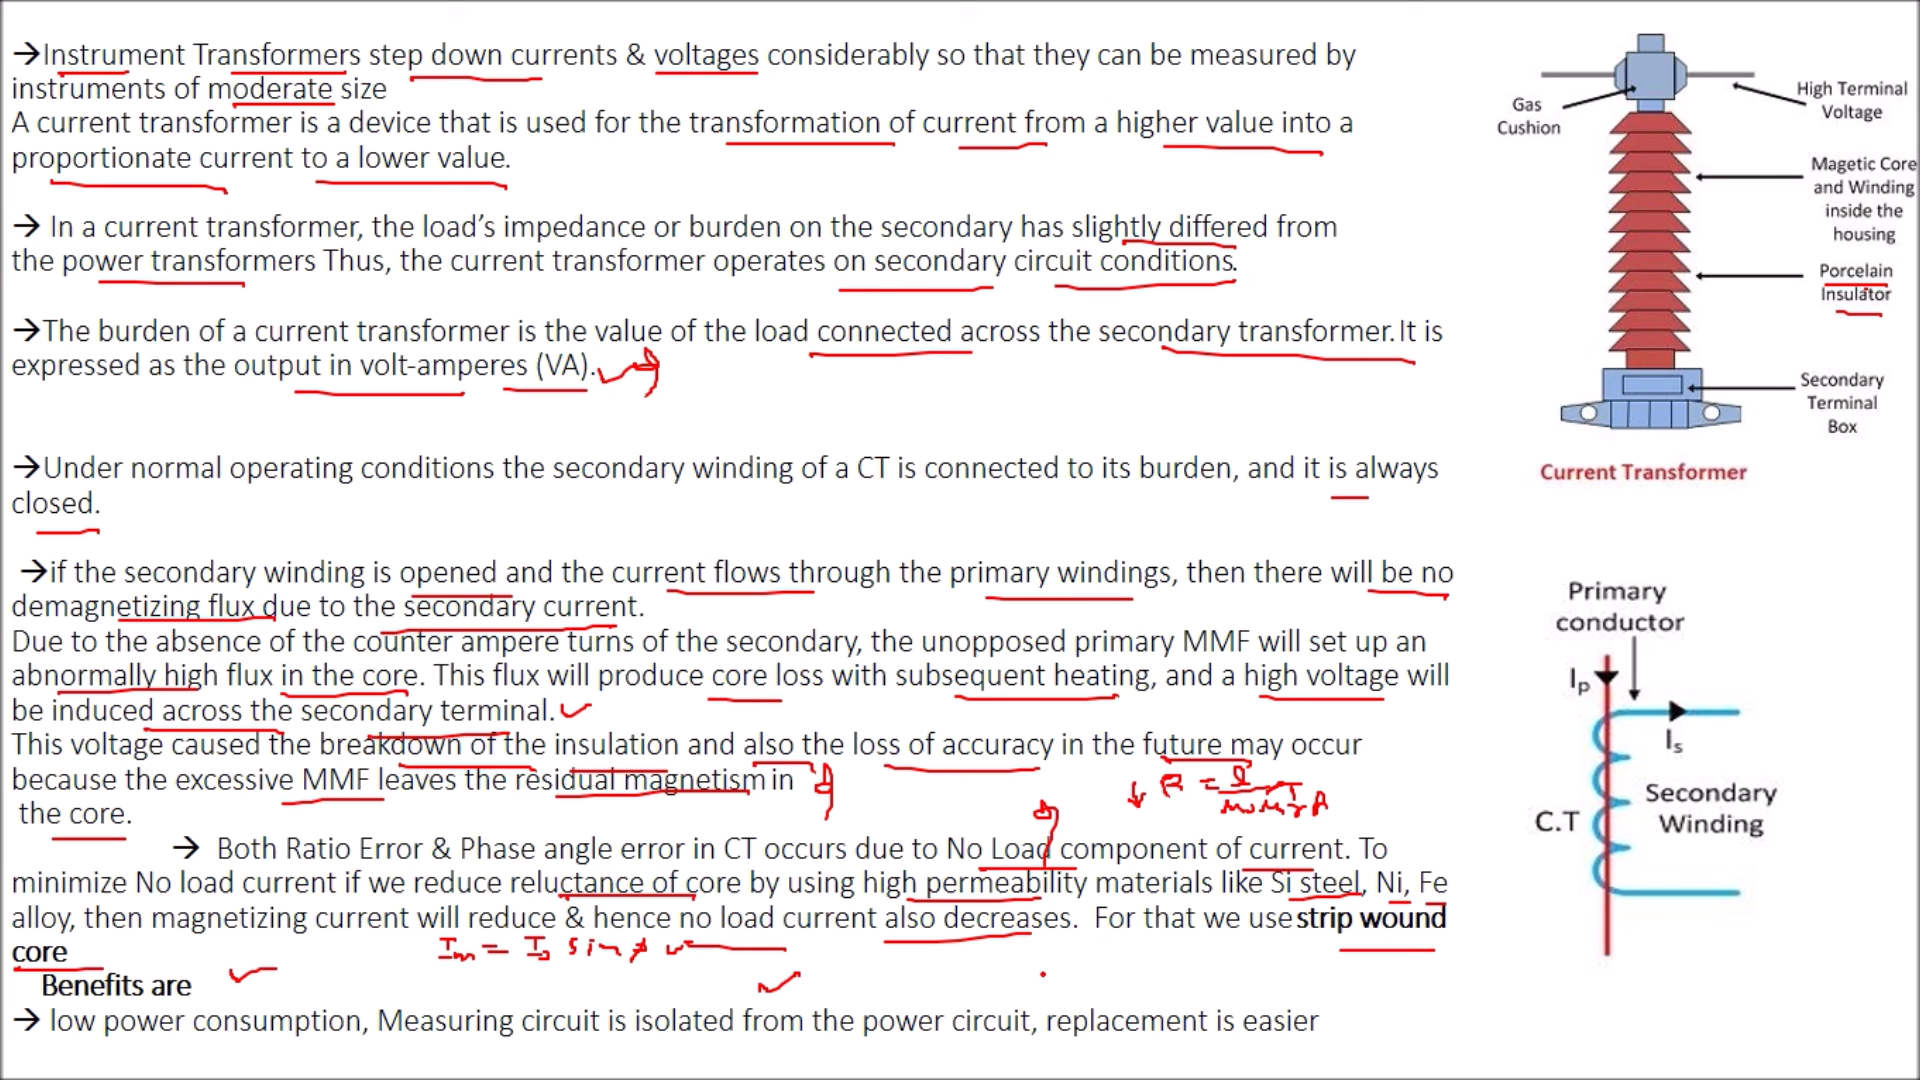 →Instrument Transformers step down currents & voltages considerably so that they can be measured by
instruments of moderate size
A current transformer is a device that is used for the transformation of current from a higher value into a
proportionate current to a lower value.
→ In a current transformer, the load’s impedance or burden on the secondary has slightly differed from
the power transformers Thus, the current transformer operates on secondary circuit conditions.
→The burden of a current transformer is the value of the load connected across the secondary transformer.It is
expressed as the output in volt-amperes (VA).
→Under normal operating conditions the secondary winding of a CT is connected to its burden, and it is always
closed.
→if the secondary winding is opened and the current flows through the primary windings, then there will be no
demagnetizing flux due to the secondary current.
Due to the absence of the counter ampere turns of the secondary, the unopposed primary MMF will set up an
abnormally high flux in the core. This flux will produce core loss with subsequent heating, and a high voltage will
be induced across the secondary terminal.
This voltage caused the breakdown of the insulation and also the loss of accuracy in the future may occur
because the excessive MMF leaves the residual magnetism in
the core.
→ Both Ratio Error & Phase angle error in CT occurs due to No Load component of current. To
minimize No load current if we reduce reluctance of core by using high permeability materials like Si steel, Ni, Fe
alloy, then magnetizing current will reduce & hence no load current also decreases. For that we use strip wound
core
Benefits are
→ low power consumption, Measuring circuit is isolated from the power circuit, replacement is easier
Gas
Cushion
High Terminal
Voltage
Magetic Core
and Winding
inside the
housing
Porcelain
Insulator
Secondary
Terminal
Box
Current Transformer
Primary
conductor
Ip
Is
C.T
Secondary
Winding